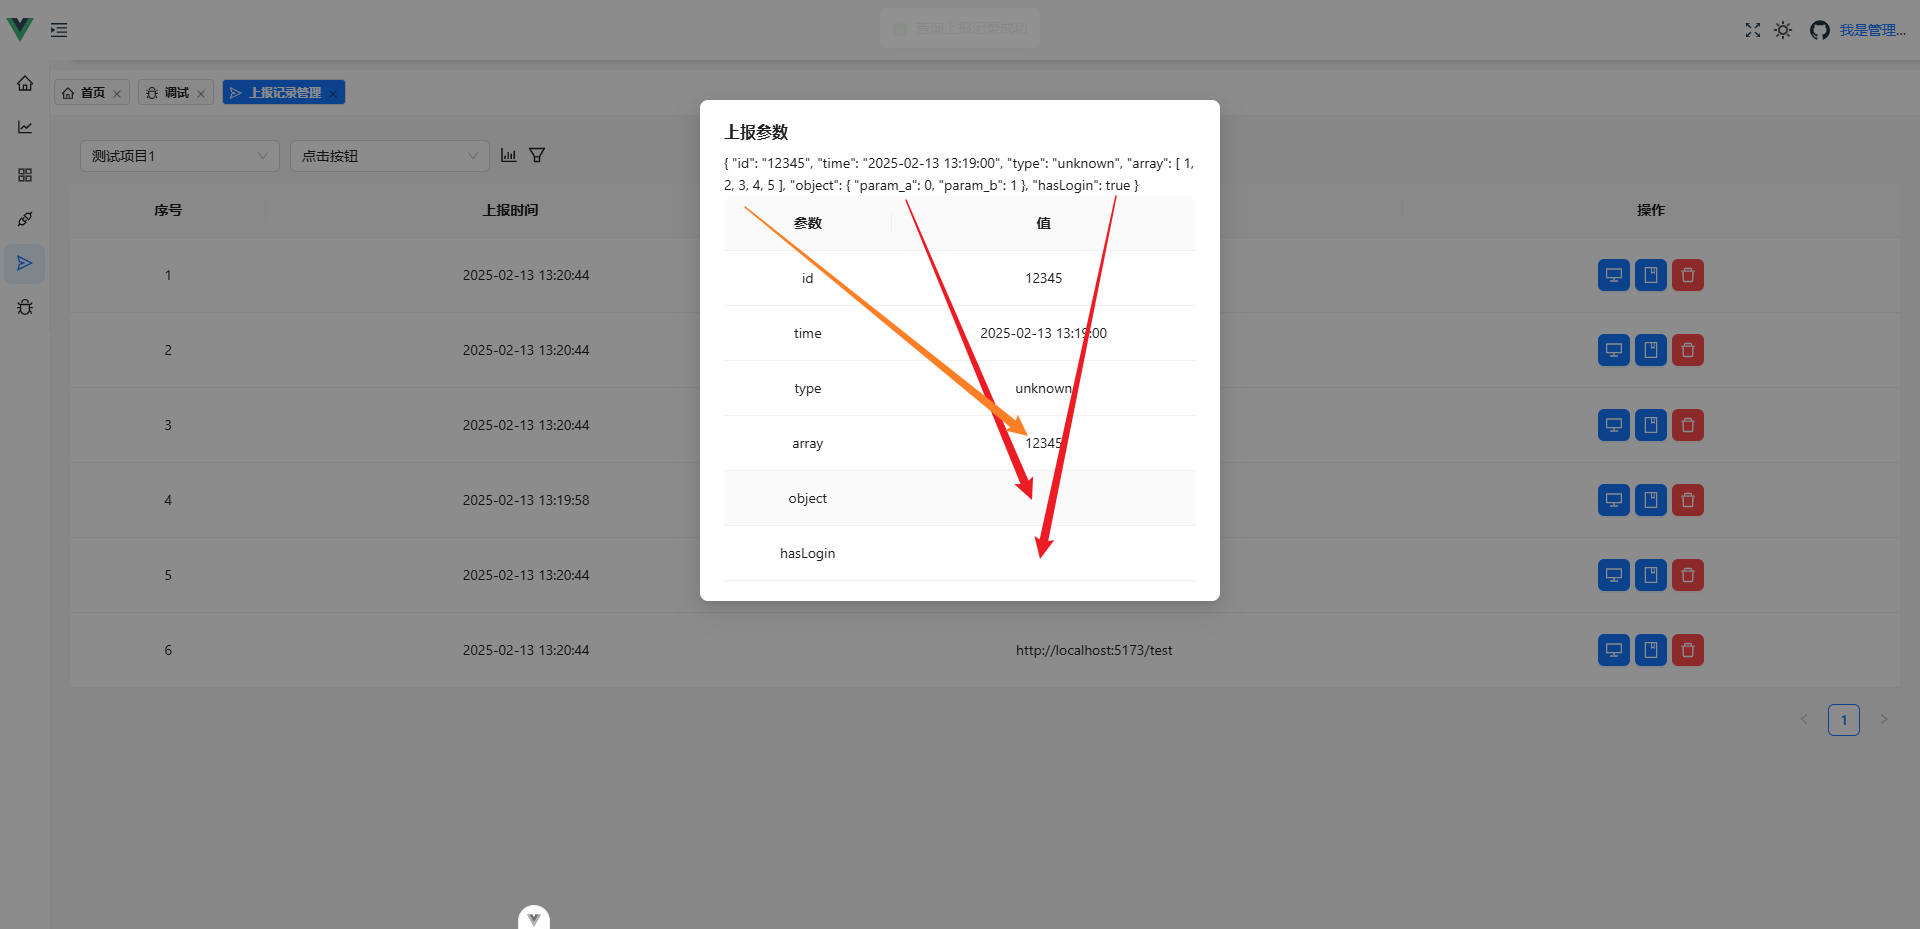 查询上报记录成功
我是管理...
首页
调试
上报记录管理
测试项目1
点击按钮
序号
上报时间
操作
1
2025-02-13 13:20:44
2
2025-02-13 13:20:44
3
2025-02-13 13:20:44
4
2025-02-13 13:19:58
5
2025-02-13 13:20:44
6
2025-02-13 13:20:44
http://localhost:5173/test
1
上报参数
{ "id": "12345", "time": "2025-02-13 13:19:00", "type": "unknown", "array": [ 1,
2, 3, 4, 5 ], "object": { "param_a": 0, "param_b": 1 }, "hasLogin": true }
参数
值
id
12345
time
2025-02-13 13:19:00
type
unknown
array
12345
object
hasLogin